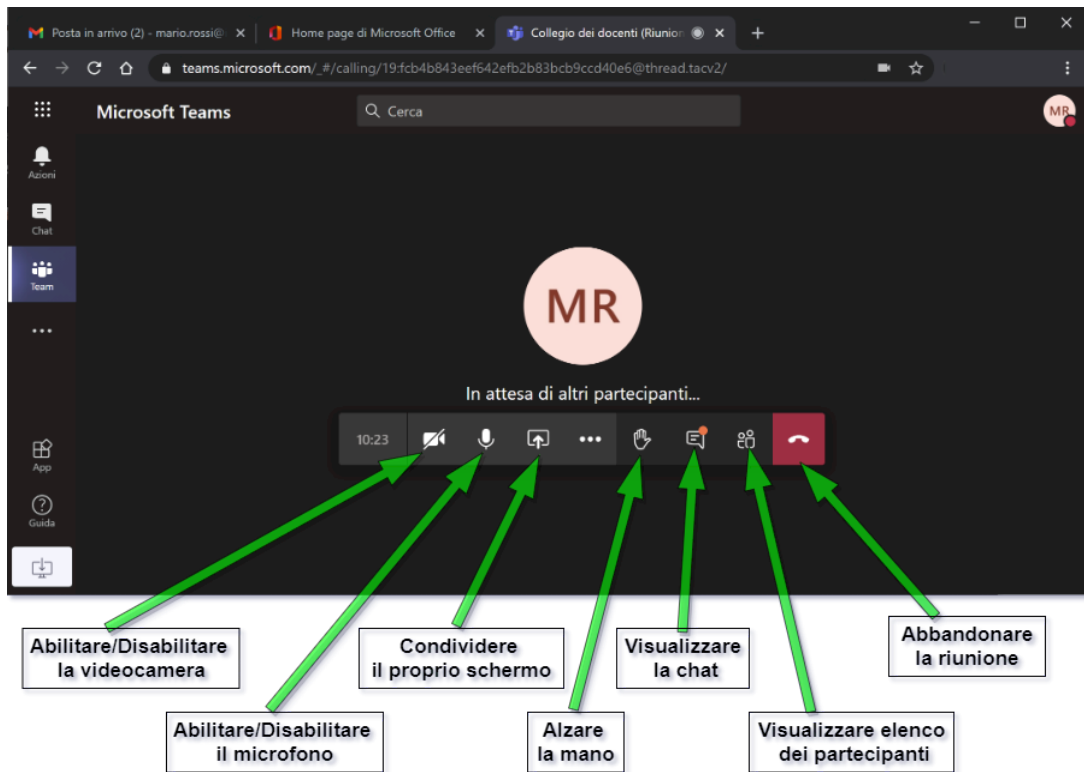 Posta in arrivo (2) - mario.rossi@
Home page di Microsoft Office
Collegio dei docenti (Riunion
teams.microsoft.com/_#/calling/19:fcb4b843eef642efb2b83bcb9ccd40e6@thread.tacv2/
Microsoft Teams
Cerca
MR
Azioni
Chat
Team
MR
In attesa di altri partecipanti...
10:23
App
Guida
Abilitare/Disabilitare
la videocamera
Condividere
il proprio schermo
Visualizzare
la chat
Abbandonare
la riunione
Abilitare/Disabilitare
il microfono
Alzare
la mano
Visualizzare elenco
dei partecipanti